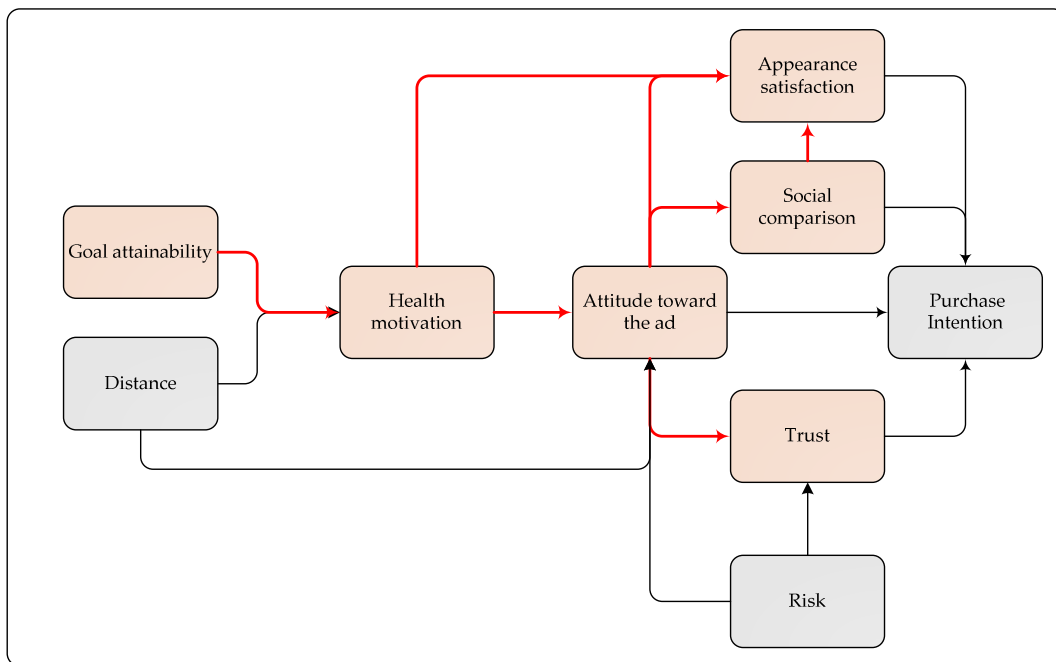 Appearance
satisfaction
Social
comparison
Goal attainability
Health
motivation
Attitude toward
the ad
Purchase
Intention
Distance
Trust
Risk